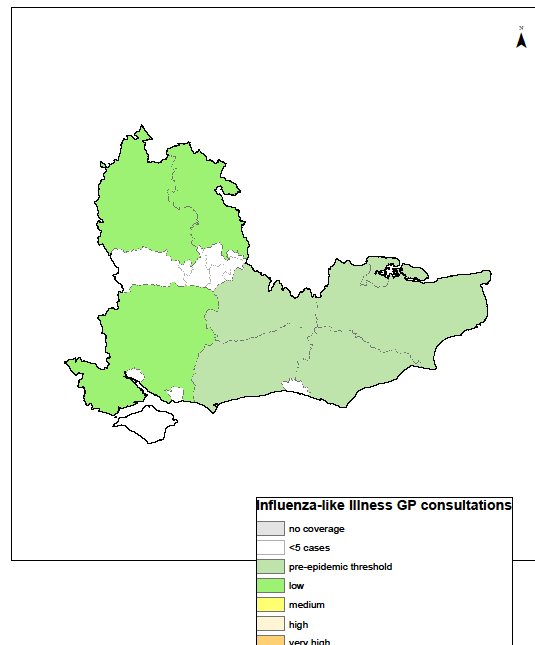 N
Influenza-like Illness GP consultations
no coverage
<5 cases
pre-epidemic threshold
low
medium
high
very high